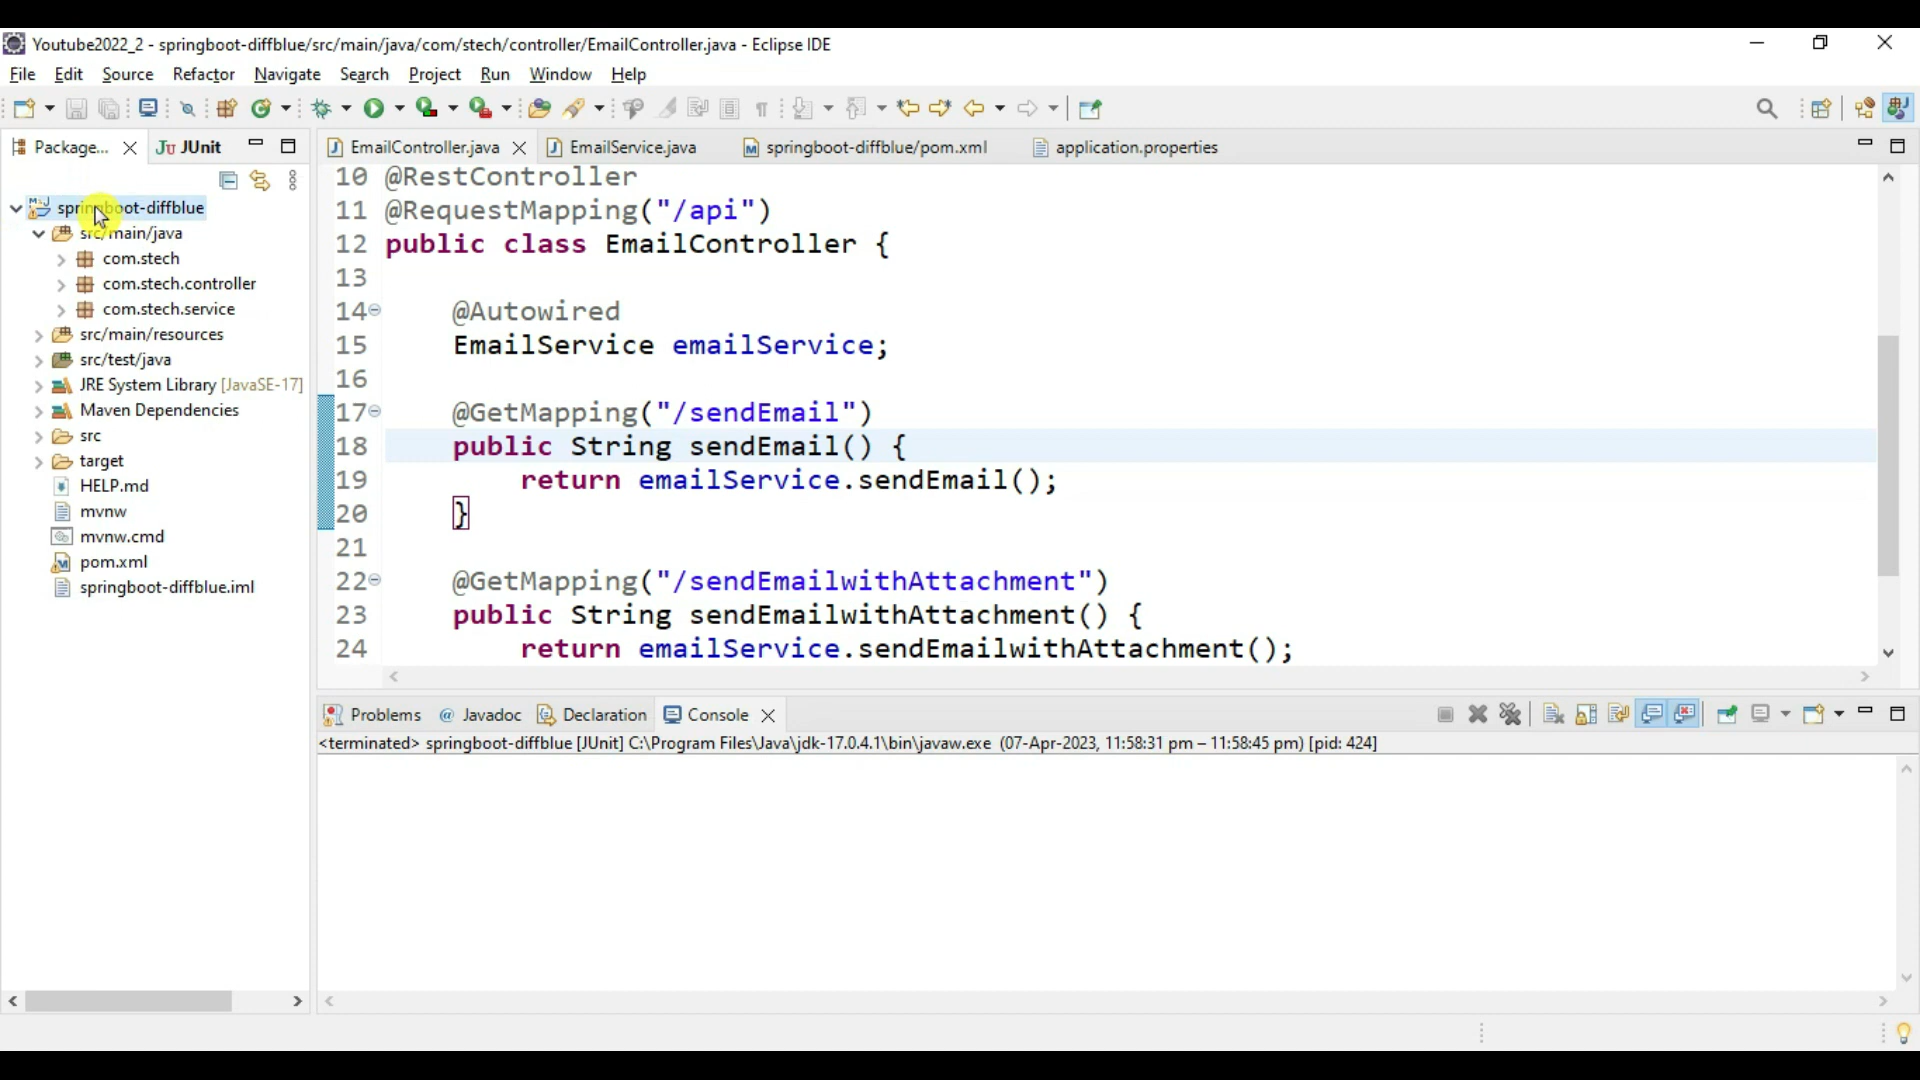 Youtube2022_2 - springboot-diffblue/src/main/java/com/stech/controller/EmailController.java - Eclipse IDE
File Edit Source Refactor Navigate Search Project Run Window Help
Package... JUnit
springboot-diffblue
src/main/java
com.stech
com.stech.controller
com.stech.service
src/main/resources
src/test/java
JRE System Library [JavaSE-17]
Maven Dependencies
src
target
HELP.md
mvnw
mvnw.cmd
pom.xml
springboot-diffblue.iml
EmailController.java EmailService.java springboot-diffblue/pom.xml application.properties
10 @RestController
11 @RequestMapping("/api")
12 public class EmailController {
13
14 @Autowired
15 EmailService emailService;
16
17 @GetMapping("/sendEmail")
18 public String sendEmail() {
19 return emailService.sendEmail();
20 }
21
22 @GetMapping("/sendEmailwithAttachment")
23 public String sendEmailwithAttachment() {
24 return emailService.sendEmailwithAttachment();
Problems Javadoc Declaration Console
<terminated> springboot-diffblue [JUnit] C:\Program Files\Java\jdk-17.0.4.1\bin\javaw.exe (07-Apr-2023, 11:58:31 pm – 11:58:45 pm) [pid: 424]